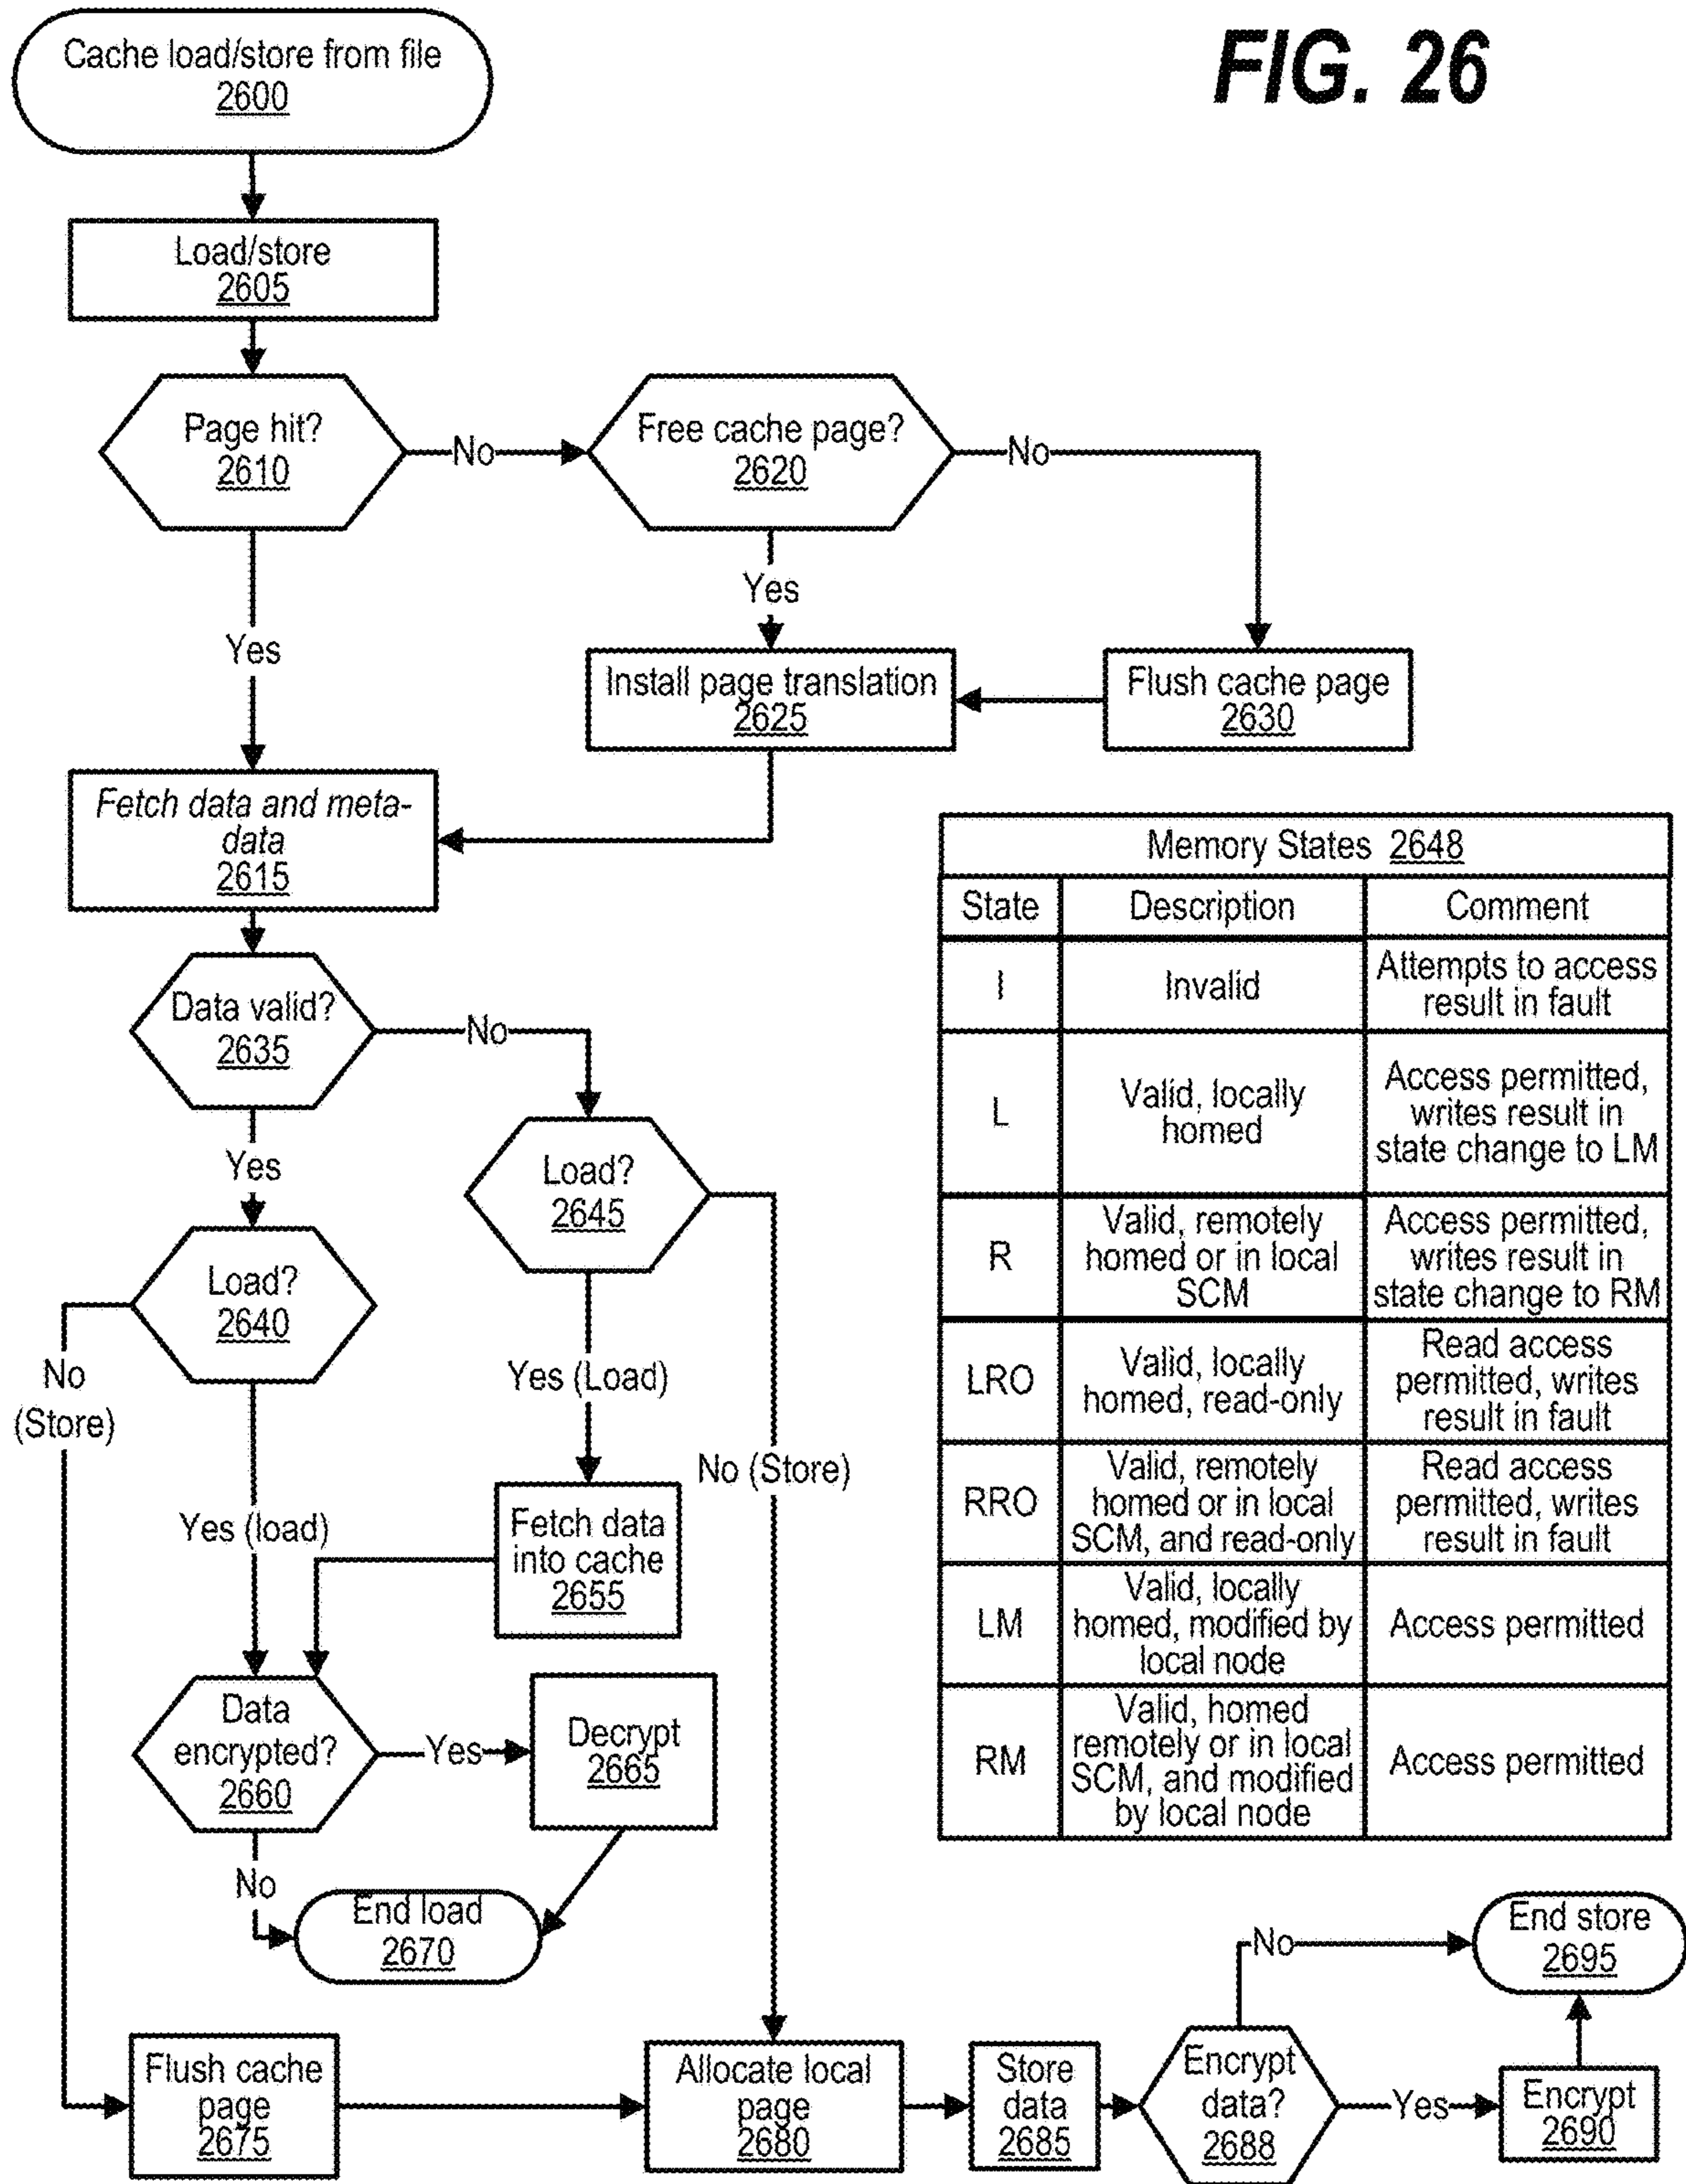 FIG. 26
Cache load/store from file
2600
Load/store
2605
Page hit?
2610
No
Free cache page?
2620
No
Yes
Yes
Install page translation
2625
Flush cache page
2630
Fetch data and meta-
data
2615
Data valid?
2635
No
Yes
Load?
2645
Load?
2640
No
(Store)
Yes (Load)
No (Store)
Yes (load)
Fetch data
into cache
2655
Data
encrypted?
2660
Yes
Decrypt
2665
No
End load
2670
Memory States 2648
State
Description
Comment
I
Invalid
Attempts to access
result in fault
L
Valid, locally
homed
Access permitted,
writes result in
state change to LM
R
Valid, remotely
homed or in local
SCM
Access permitted,
writes result in
state change to RM
LRO
Valid, locally
homed, read-only
Read access
permitted, writes
result in fault
RRO
Valid, remotely
homed or in local
SCM, and read-only
Read access
permitted, writes
result in fault
LM
Valid, locally
homed, modified by
local node
Access permitted
RM
Valid, homed
remotely or in local
SCM, and modified
by local node
Access permitted
Flush cache
page
2675
Allocate local
page
2680
Store
data
2685
Encrypt
data?
2688
No
Yes
Encrypt
2690
End store
2695